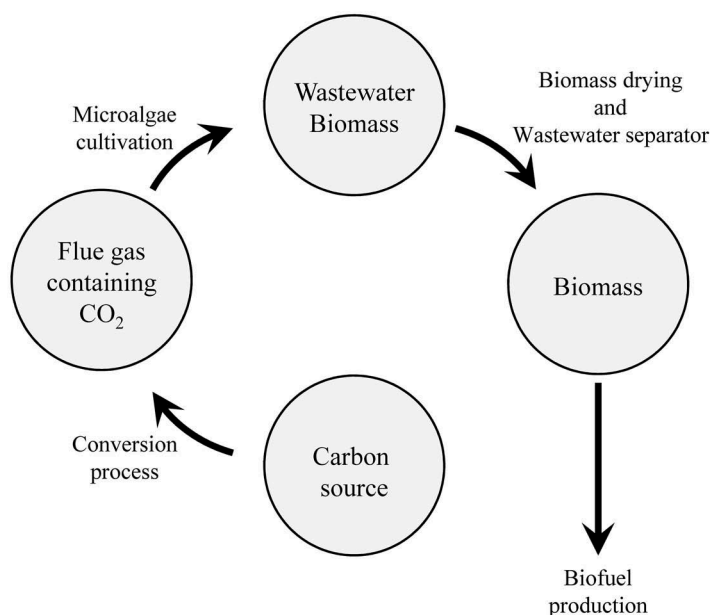 Wastewater
Biomass
Biomass drying
and
Wastewater separator
Microalgae
cultivation
Flue gas
containing
CO₂
Biomass
Conversion
process
Carbon
source
Biofuel
production